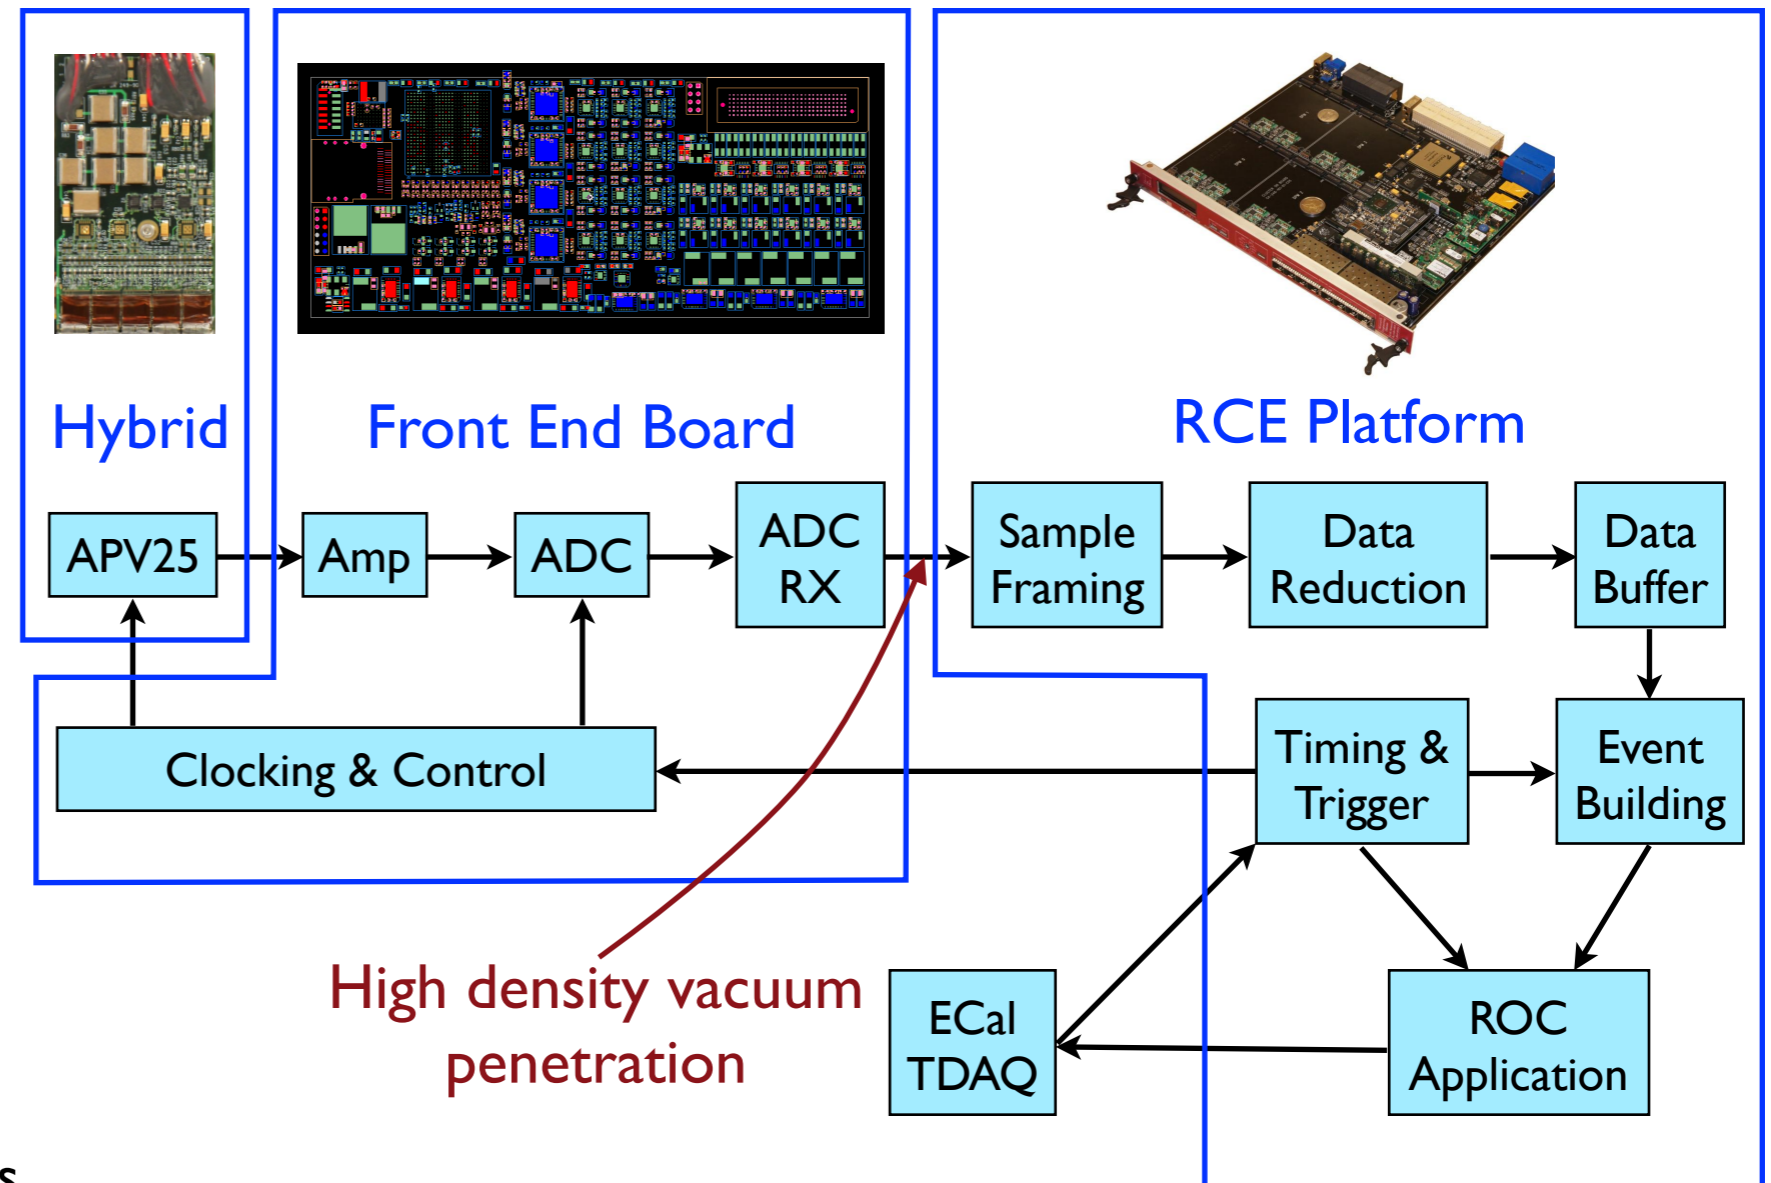 Hybrid
Front End Board
RCE Platform
APV25
Amp
ADC
ADC
RX
Sample
Framing
Data
Reduction
Data
Buffer
Clocking & Control
Timing &
Trigger
Event
Building
High density vacuum
penetration
ECal
TDAQ
ROC
Application
s